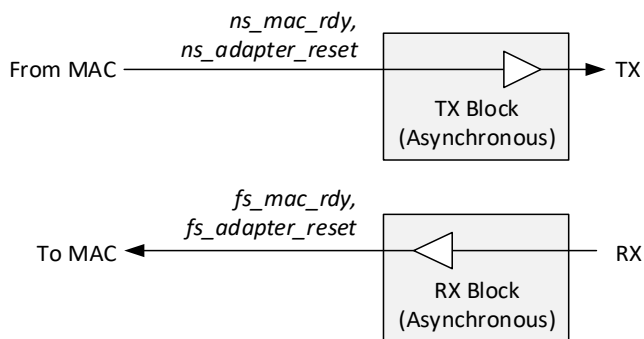 ns_mac_rdy,
ns_adapter_reset
From MAC
TX
TX Block
(Asynchronous)
fs_mac_rdy,
fs_adapter_reset
To MAC
RX
RX Block
(Asynchronous)